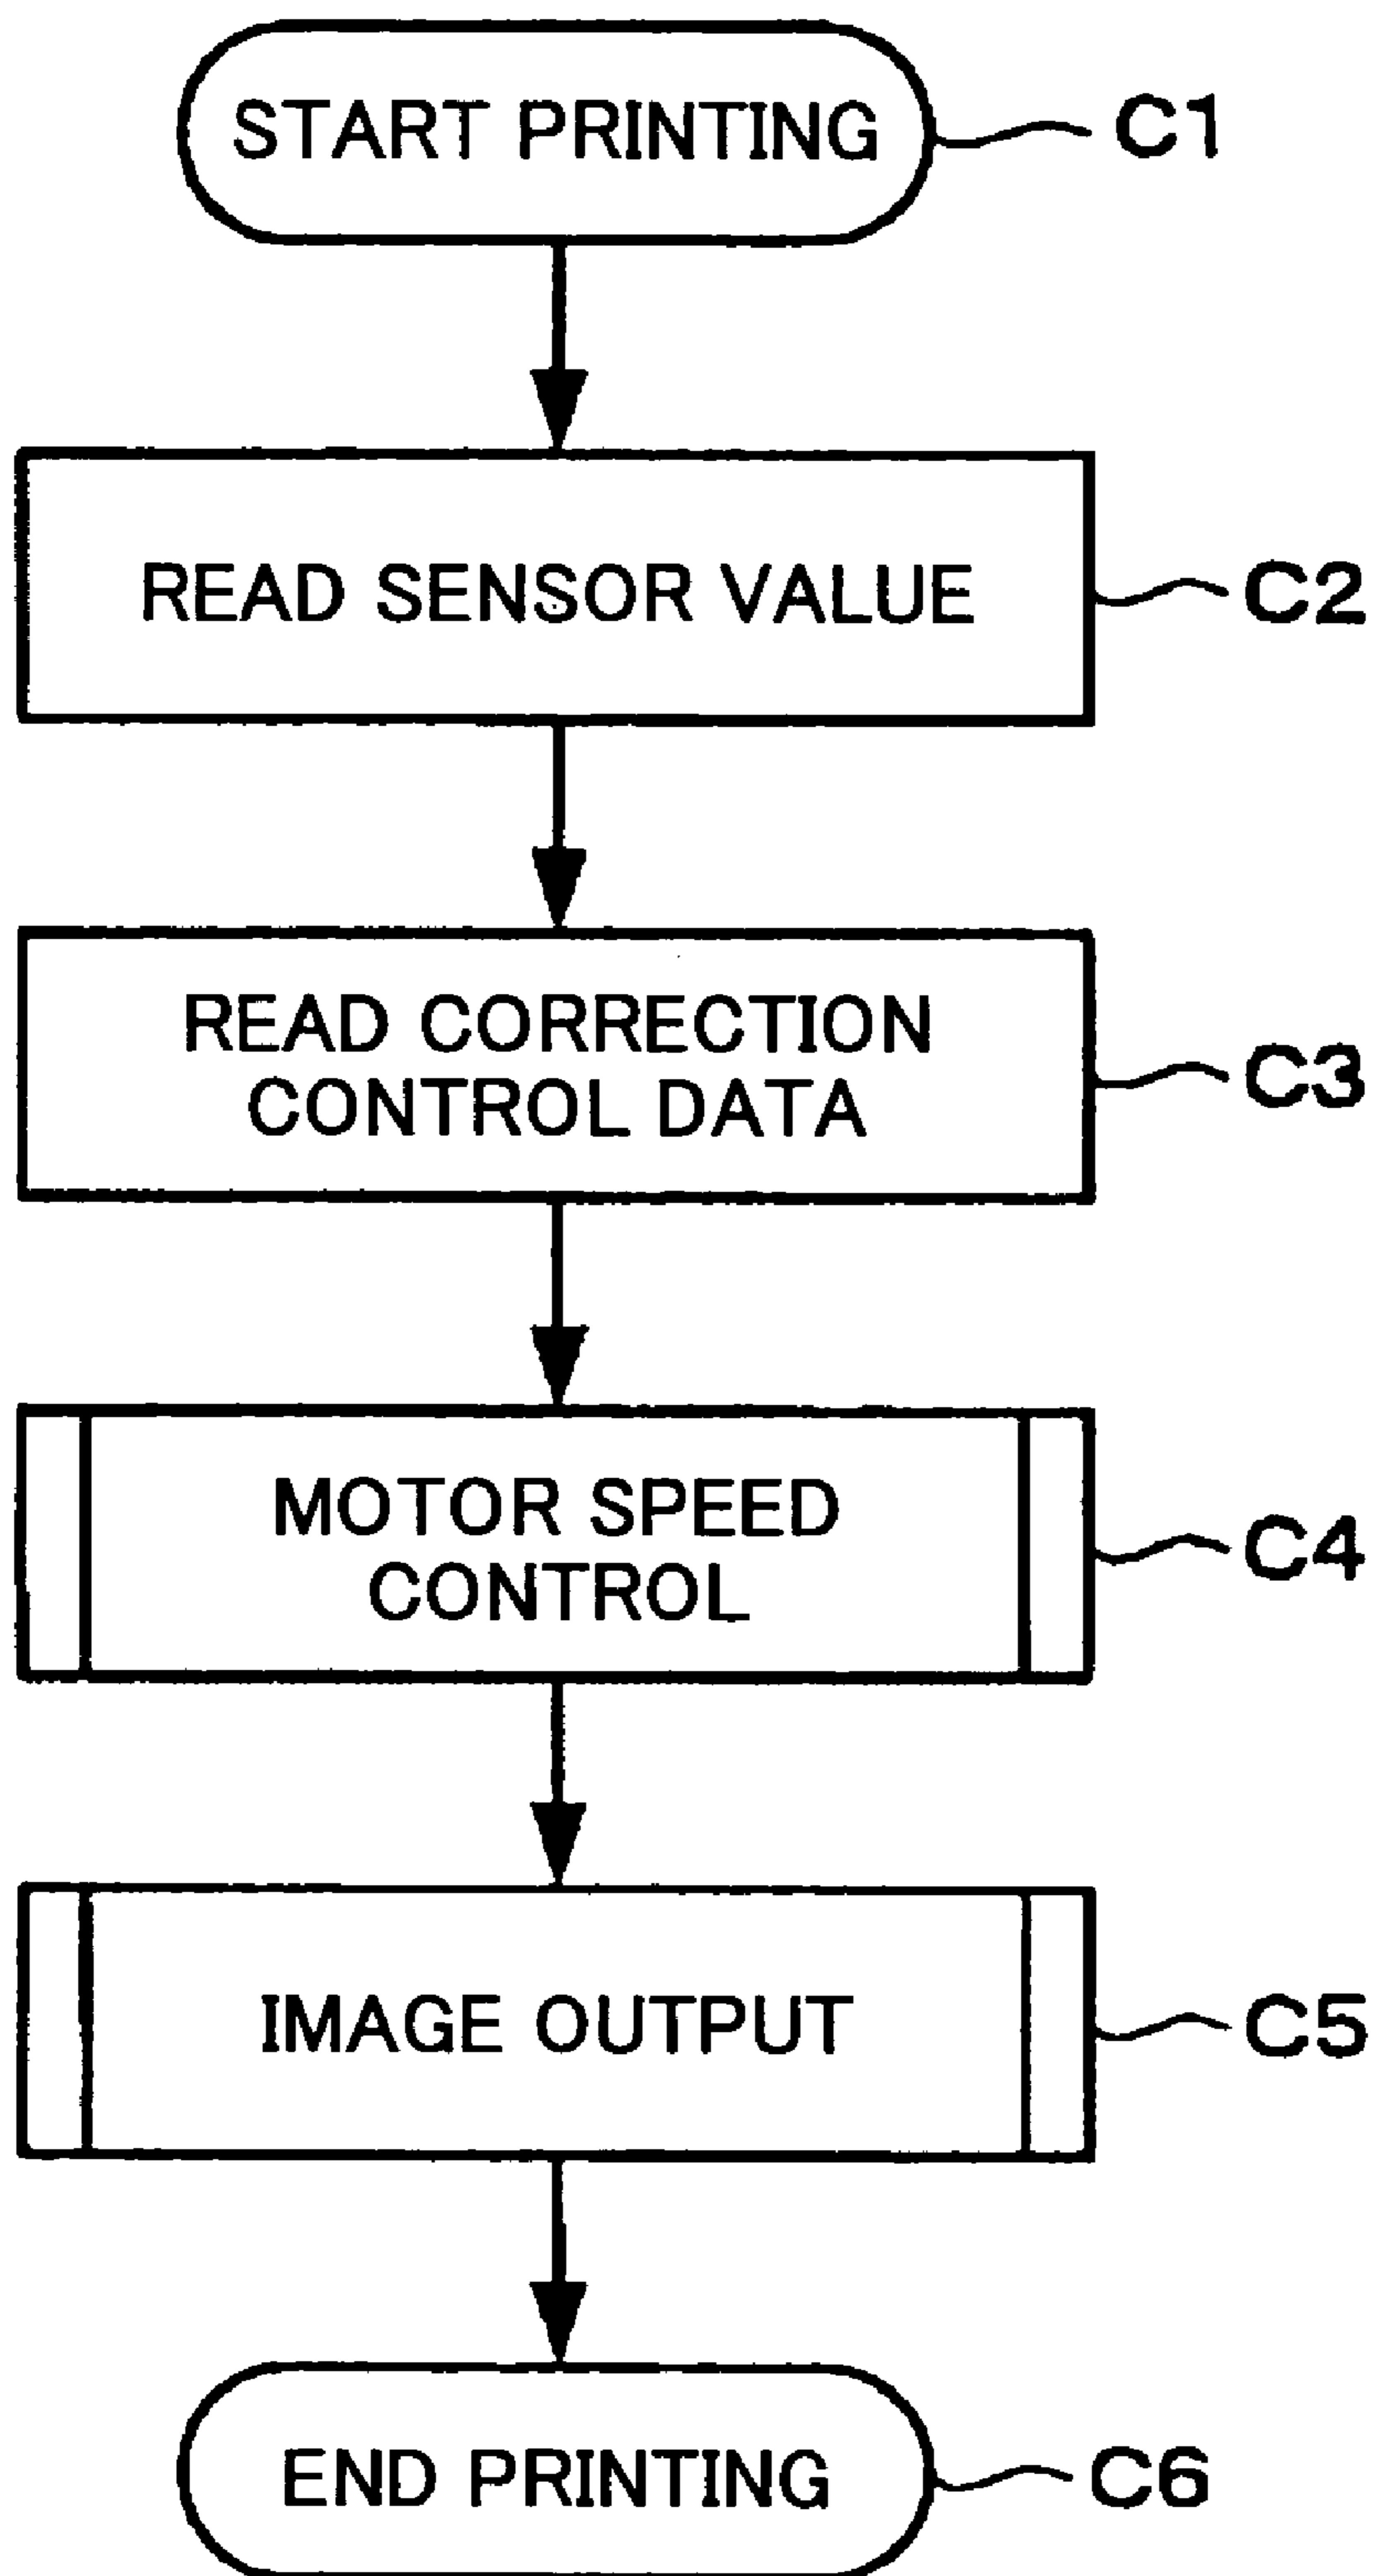 START PRINTING
C1
READ SENSOR VALUE
C2
READ CORRECTION
CONTROL DATA
C3
MOTOR SPEED
CONTROL
C4
IMAGE OUTPUT
C5
END PRINTING
C6